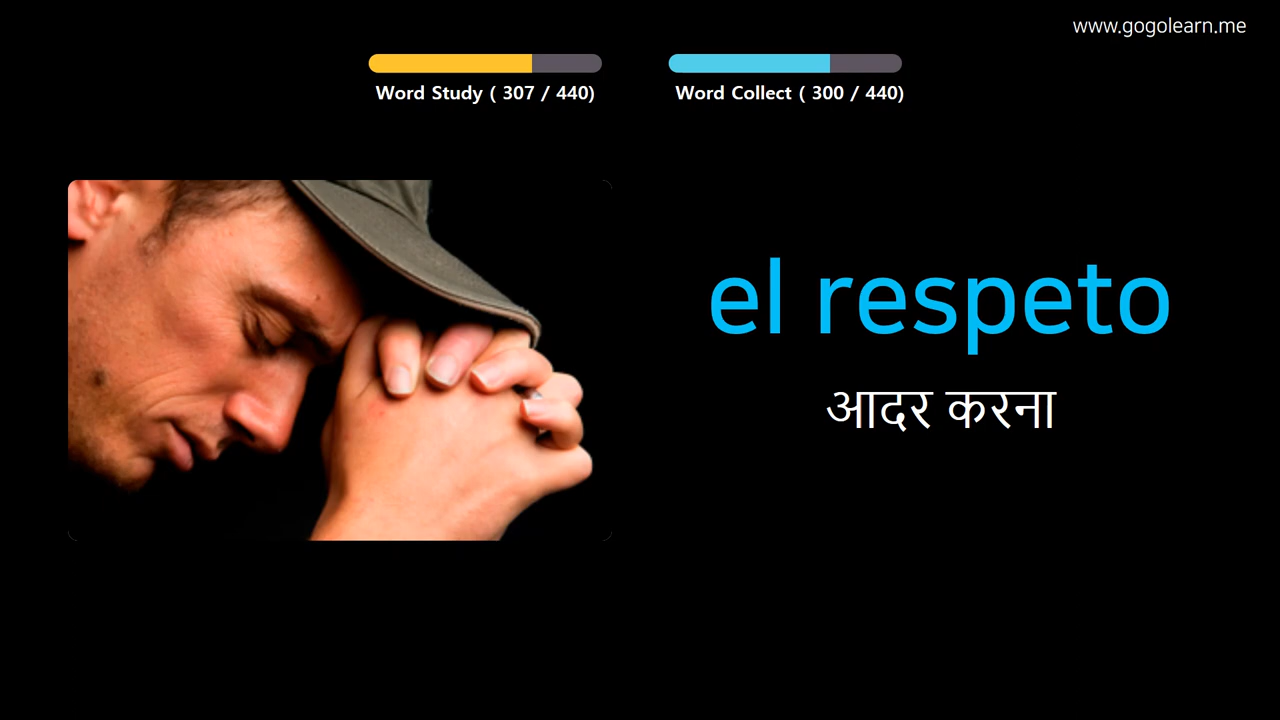 www.gogolearn.me
Word Study ( 307 / 440)
Word Collect ( 300 / 440)
el respeto
आदर करना